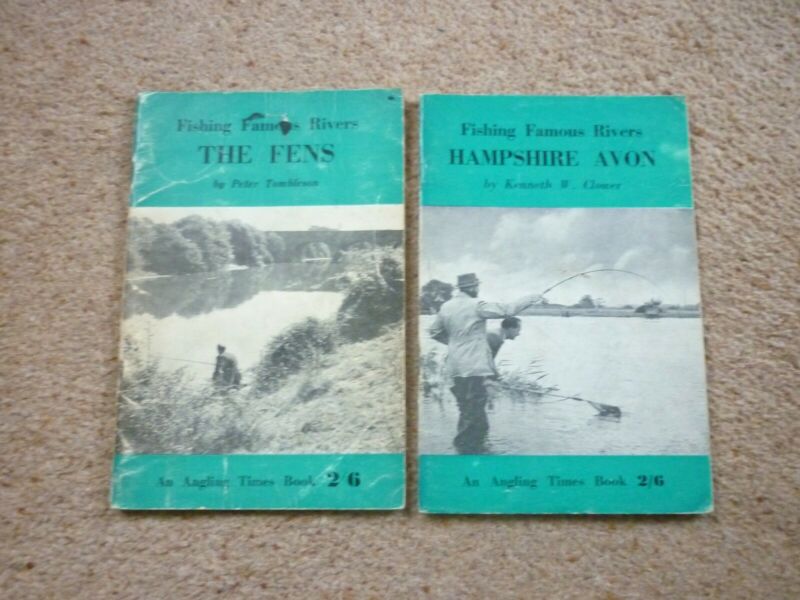 Fishing Famous Rivers
THE FENS
by Peter Tombleson
An Angling Times Book 2/6
Fishing Famous Rivers
HAMPSHIRE AVON
by Kenneth W. Clower
An Angling Times Book 2/6